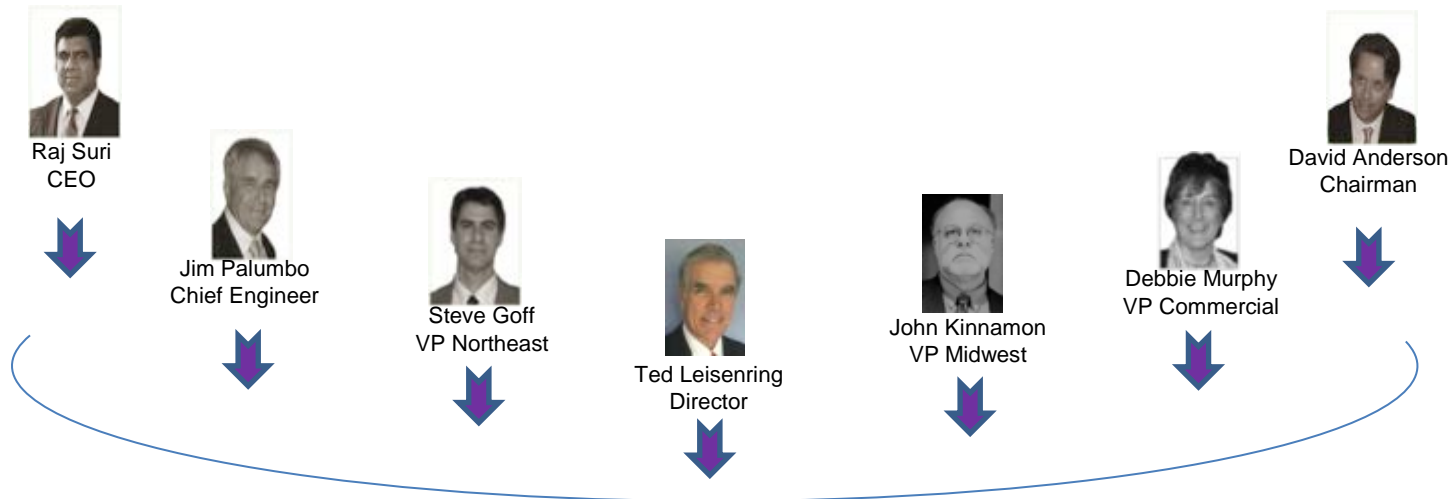 Raj Suri
CEO
Jim Palumbo
Chief Engineer
Steve Goff
VP Northeast
Ted Leisenring
Director
John Kinnamon
VP Midwest
Debbie Murphy
VP Commercial
David Anderson
Chairman